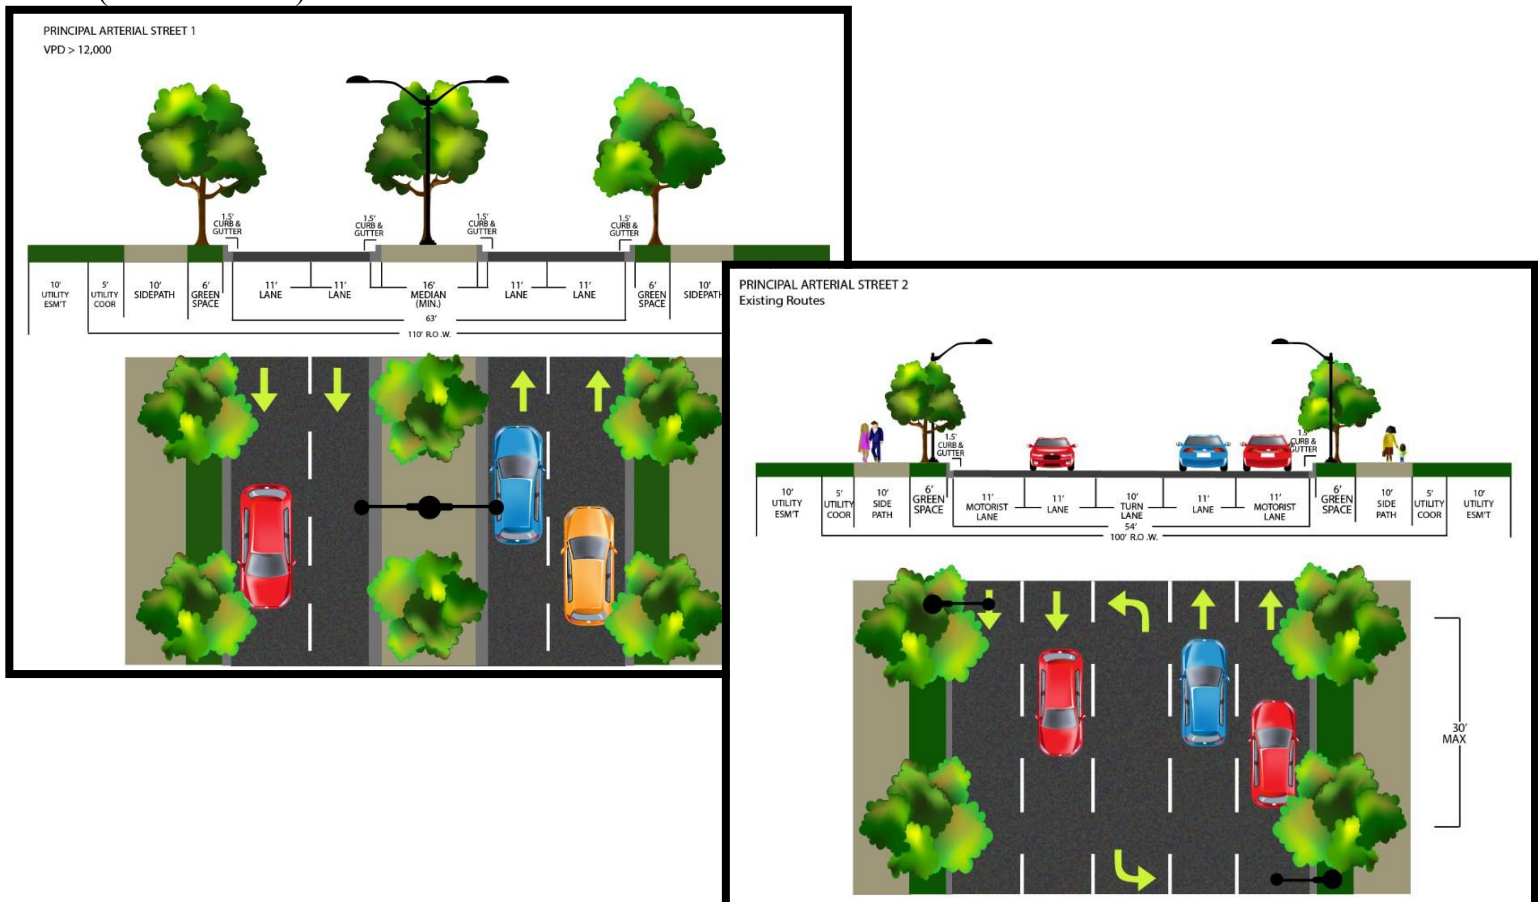 PRINCIPAL ARTERIAL STREET 1
VPD > 12,000
1.5'
CURB &
GUTTER
1.5'
CURB &
GUTTER
1.5'
CURB &
GUTTER
1.5'
CURB &
GUTTER
10'
UTILITY
ESM'T
5'
UTILITY
COOR
10'
SIDEPATH
6'
GREEN
SPACE
11'
LANE
11'
LANE
16'
MEDIAN
(MIN.)
11'
LANE
11'
LANE
6'
GREEN
SPACE
10'
SIDEPATH
63'
110' R.O .W.
PRINCIPAL ARTERIAL STREET 2
Existing Routes
1.5'
CURB &
GUTTER
1.5'
CURB &
GUTTER
10'
UTILITY
ESM'T
5'
UTILITY
COOR
10'
SIDE
PATH
6'
GREEN
SPACE
11'
MOTORIST
LANE
11'
LANE
10'
TURN
LANE
11'
LANE
11'
MOTORIST
LANE
6'
GREEN
SPACE
10'
SIDE
PATH
5'
UTILITY
COOR
10'
UTILITY
ESM'T
54'
100' R.O .W.
30'
MAX